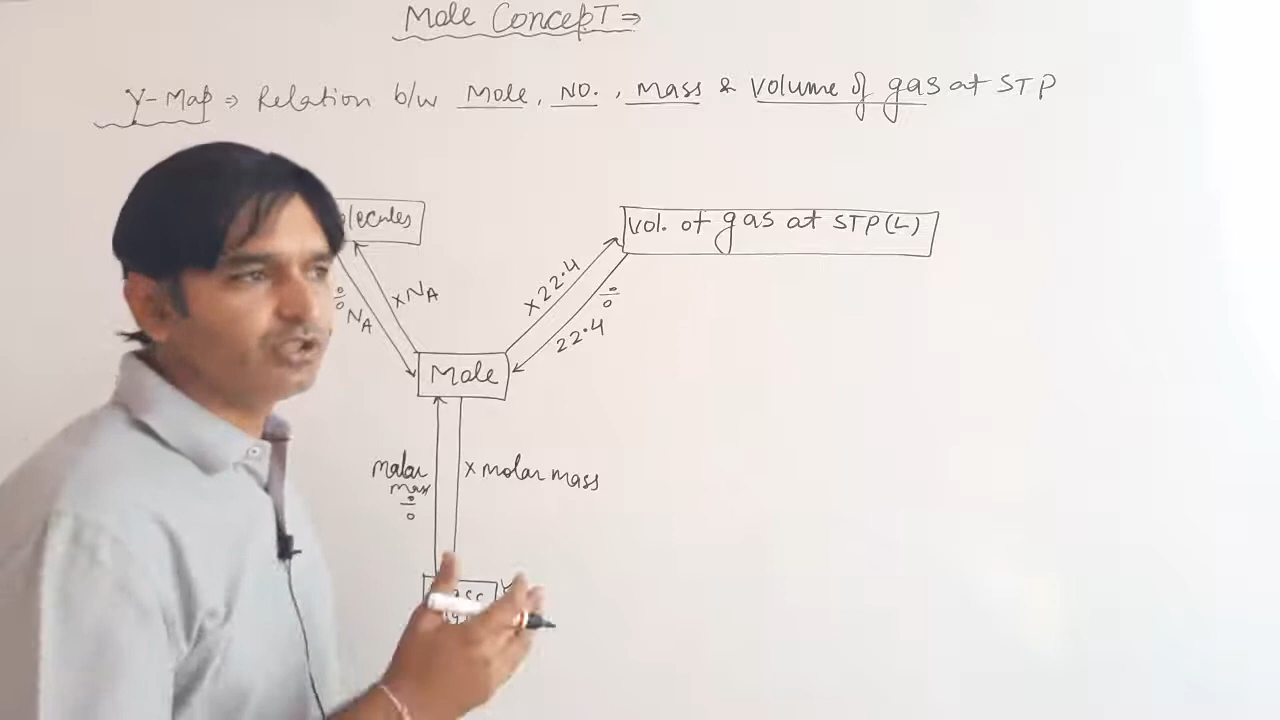 Mole Concept ⇒
Y-Map ⇒ Relation b/w Mole, NO., Mass & Volume of gas at STP
lecules
Vol. of gas at STP(L)
÷ NA
× NA
× 22.4
÷ 22.4
Mole
Molar mass ÷
× molar mass